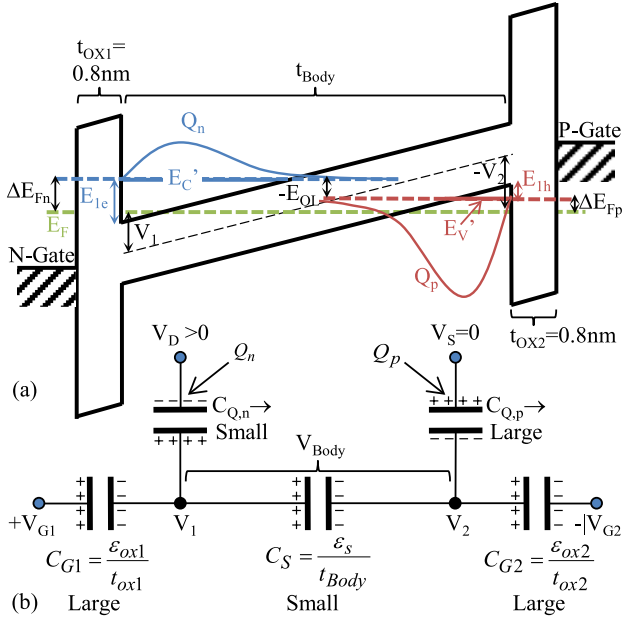 t_OX1=
0.8nm
t_Body
Q_n
P-Gate
E_C'
-E_QL
-V_2
E_1h
ΔE_Fn
E_1e
ΔE_Fp
E_F
V_1
E_V'
N-Gate
Q_p
t_OX2=0.8nm
(a)
V_D >0
V_S=0
Q_n
Q_p
C_Q,n→
Small
C_Q,p→
Large
V_Body
+V_G1
V_1
V_2
-|V_G2
C_G1 = ε_ox1/t_ox1
C_S = ε_s/t_Body
C_G2 = ε_ox2/t_ox2
(b)
Large
Small
Large